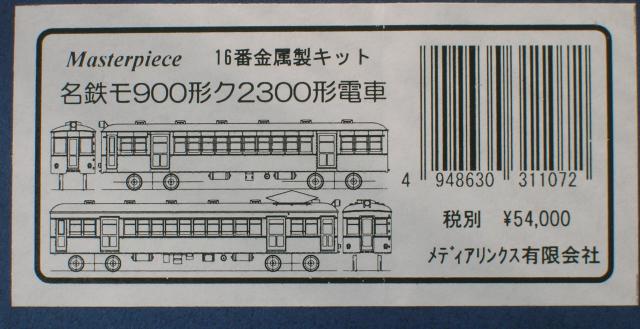 Masterpiece 16番金属製キット
名鉄モ900形ク2300形電車
4 948630 311072
税別 ¥54,000
メディアリンクス有限会社